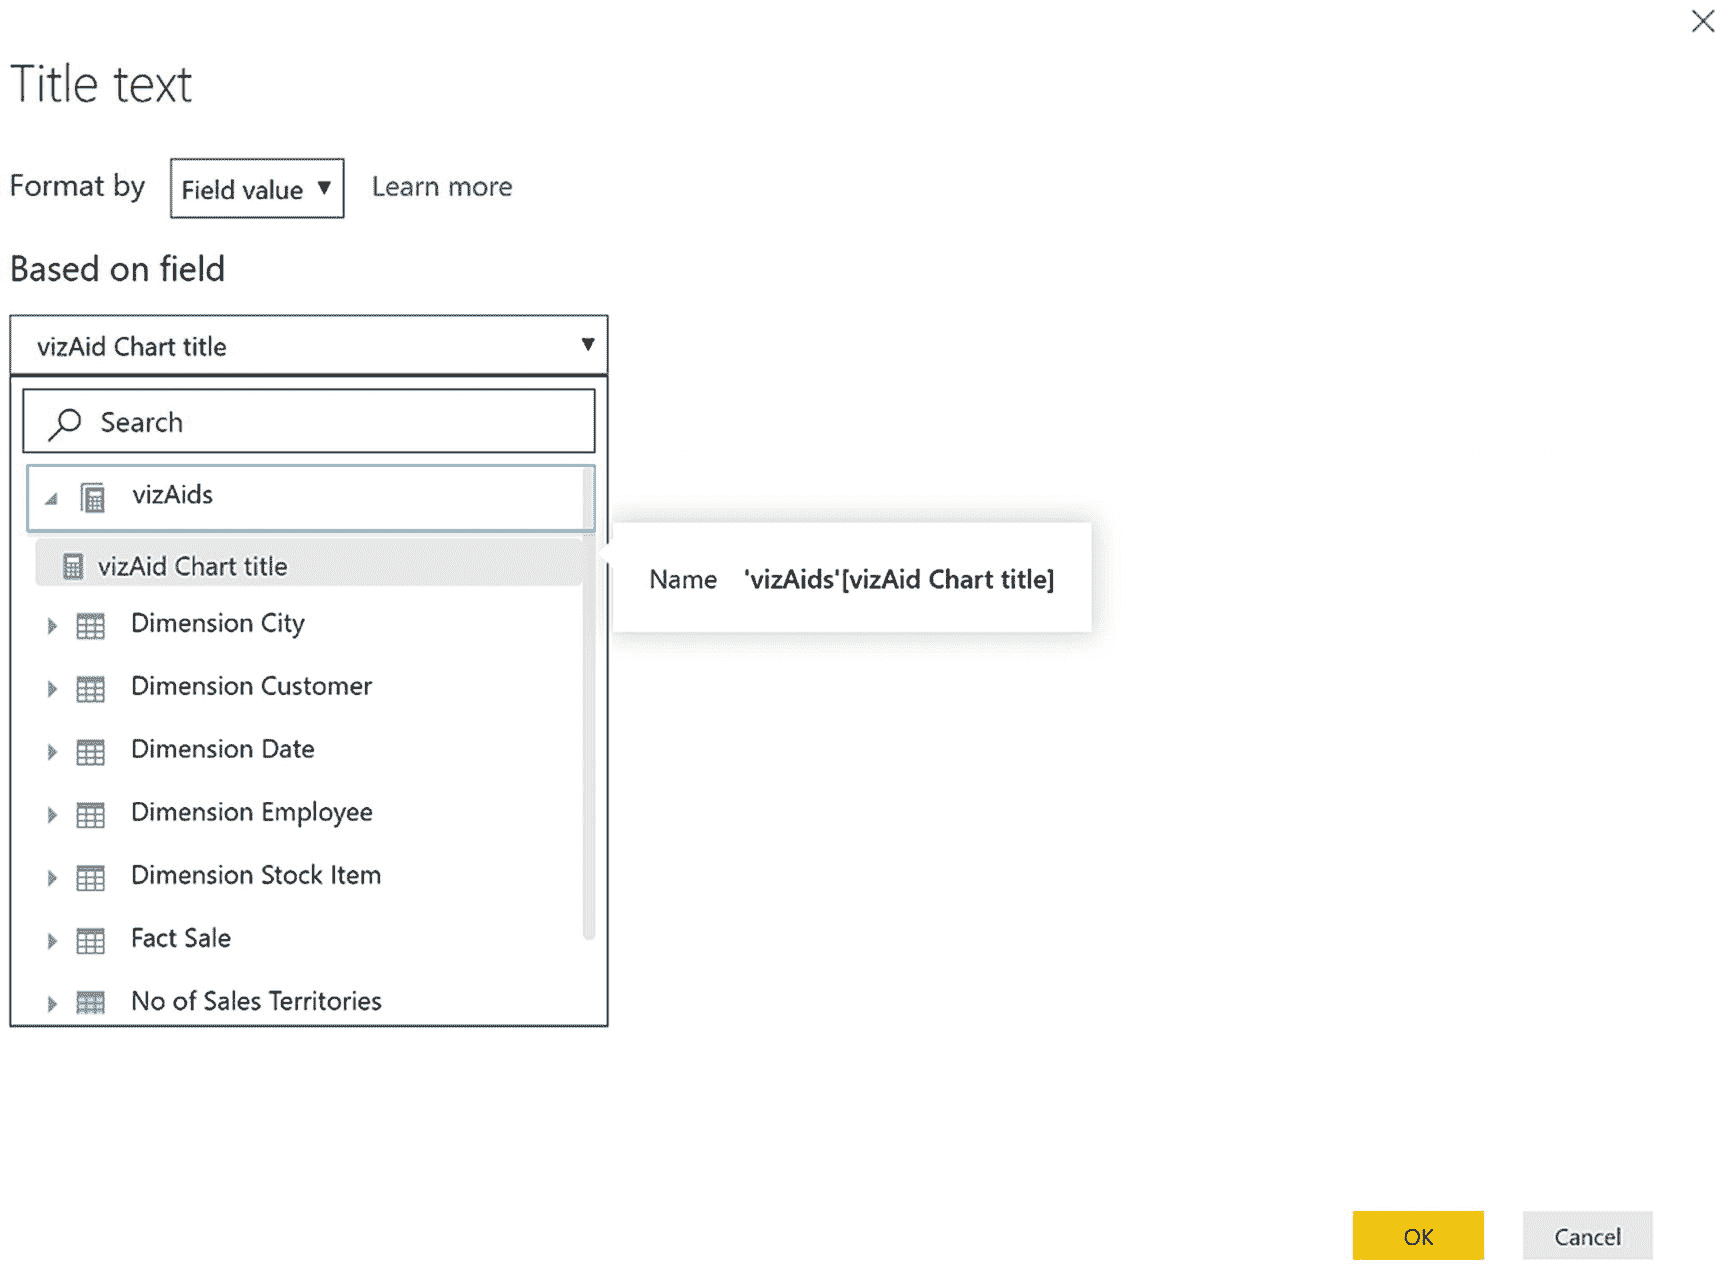 Title text
Format by Field value Learn more
Based on field
vizAid Chart title
Search
vizAids
vizAid Chart title
Name 'vizAids'[vizAid Chart title]
Dimension City
Dimension Customer
Dimension Date
Dimension Employee
Dimension Stock Item
Fact Sale
No of Sales Territories
OK Cancel